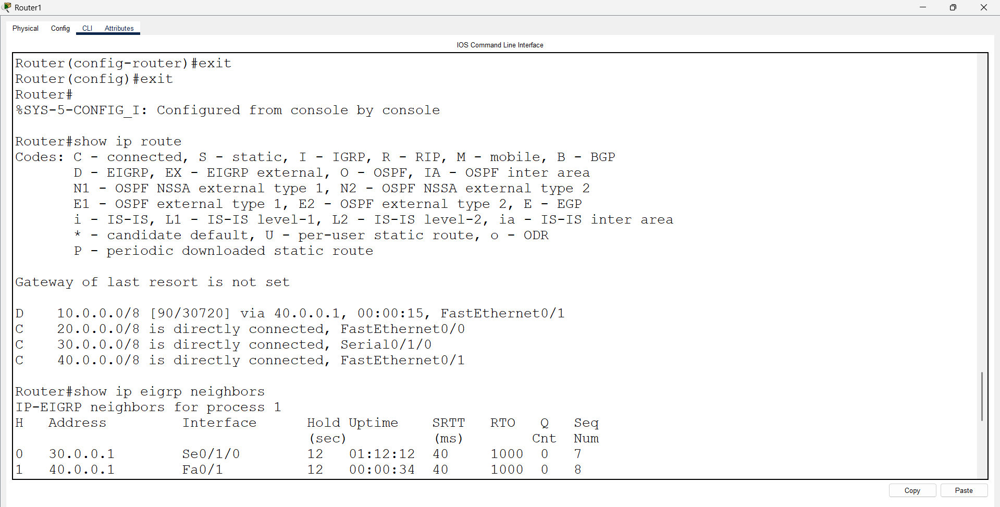 Router1
Physical Config CLI Attributes
IOS Command Line Interface
Router(config-router)#exit
Router(config)#exit
Router#
%SYS-5-CONFIG_I: Configured from console by console
Router#show ip route
Codes: C - connected, S - static, I - IGRP, R - RIP, M - mobile, B - BGP
D - EIGRP, EX - EIGRP external, O - OSPF, IA - OSPF inter area
N1 - OSPF NSSA external type 1, N2 - OSPF NSSA external type 2
E1 - OSPF external type 1, E2 - OSPF external type 2, E - EGP
i - IS-IS, L1 - IS-IS level-1, L2 - IS-IS level-2, ia - IS-IS inter area
* - candidate default, U - per-user static route, o - ODR
P - periodic downloaded static route
Gateway of last resort is not set
D 10.0.0.0/8 [90/30720] via 40.0.0.1, 00:00:15, FastEthernet0/1
C 20.0.0.0/8 is directly connected, FastEthernet0/0
C 30.0.0.0/8 is directly connected, Serial0/1/0
C 40.0.0.0/8 is directly connected, FastEthernet0/1
Router#show ip eigrp neighbors
IP-EIGRP neighbors for process 1
H Address Interface Hold Uptime SRTT RTO Q Seq
(sec) (ms) Cnt Num
0 30.0.0.1 Se0/1/0 12 01:12:12 40 1000 0 7
1 40.0.0.1 Fa0/1 12 00:00:34 40 1000 0 8
Copy Paste